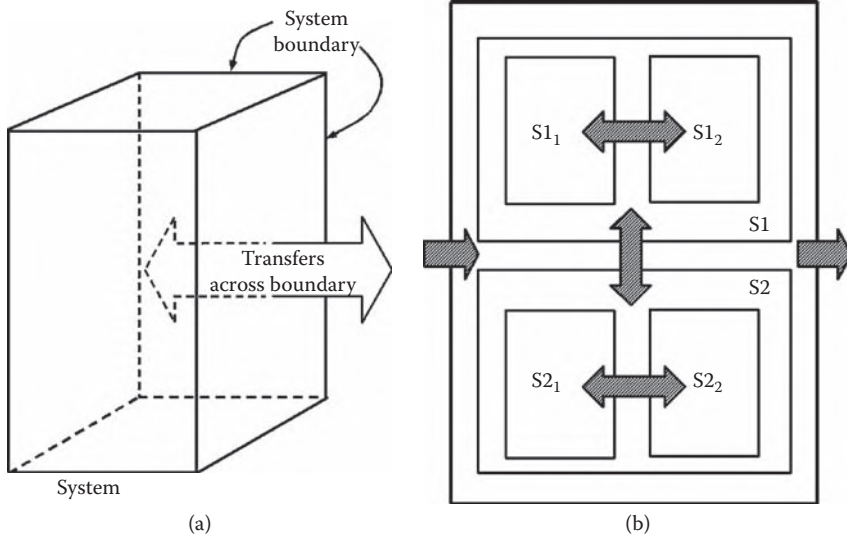 System
boundary
Transfers
across boundary
System
(a)
S1₁
S1₂
S1
S2
S2₁
S2₂
(b)